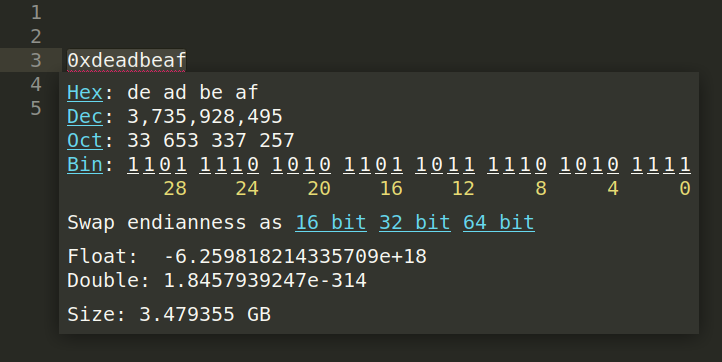 1
2
3 0xdeadbeaf
4
5
Hex: de ad be af
Dec: 3,735,928,495
Oct: 33 653 337 257
Bin: 1101 1110 1010 1101 1011 1110 1010 1111
28 24 20 16 12 8 4 0
Swap endianness as 16 bit 32 bit 64 bit
Float: -6.259818214335709e+18
Double: 1.8457939247e-314
Size: 3.479355 GB